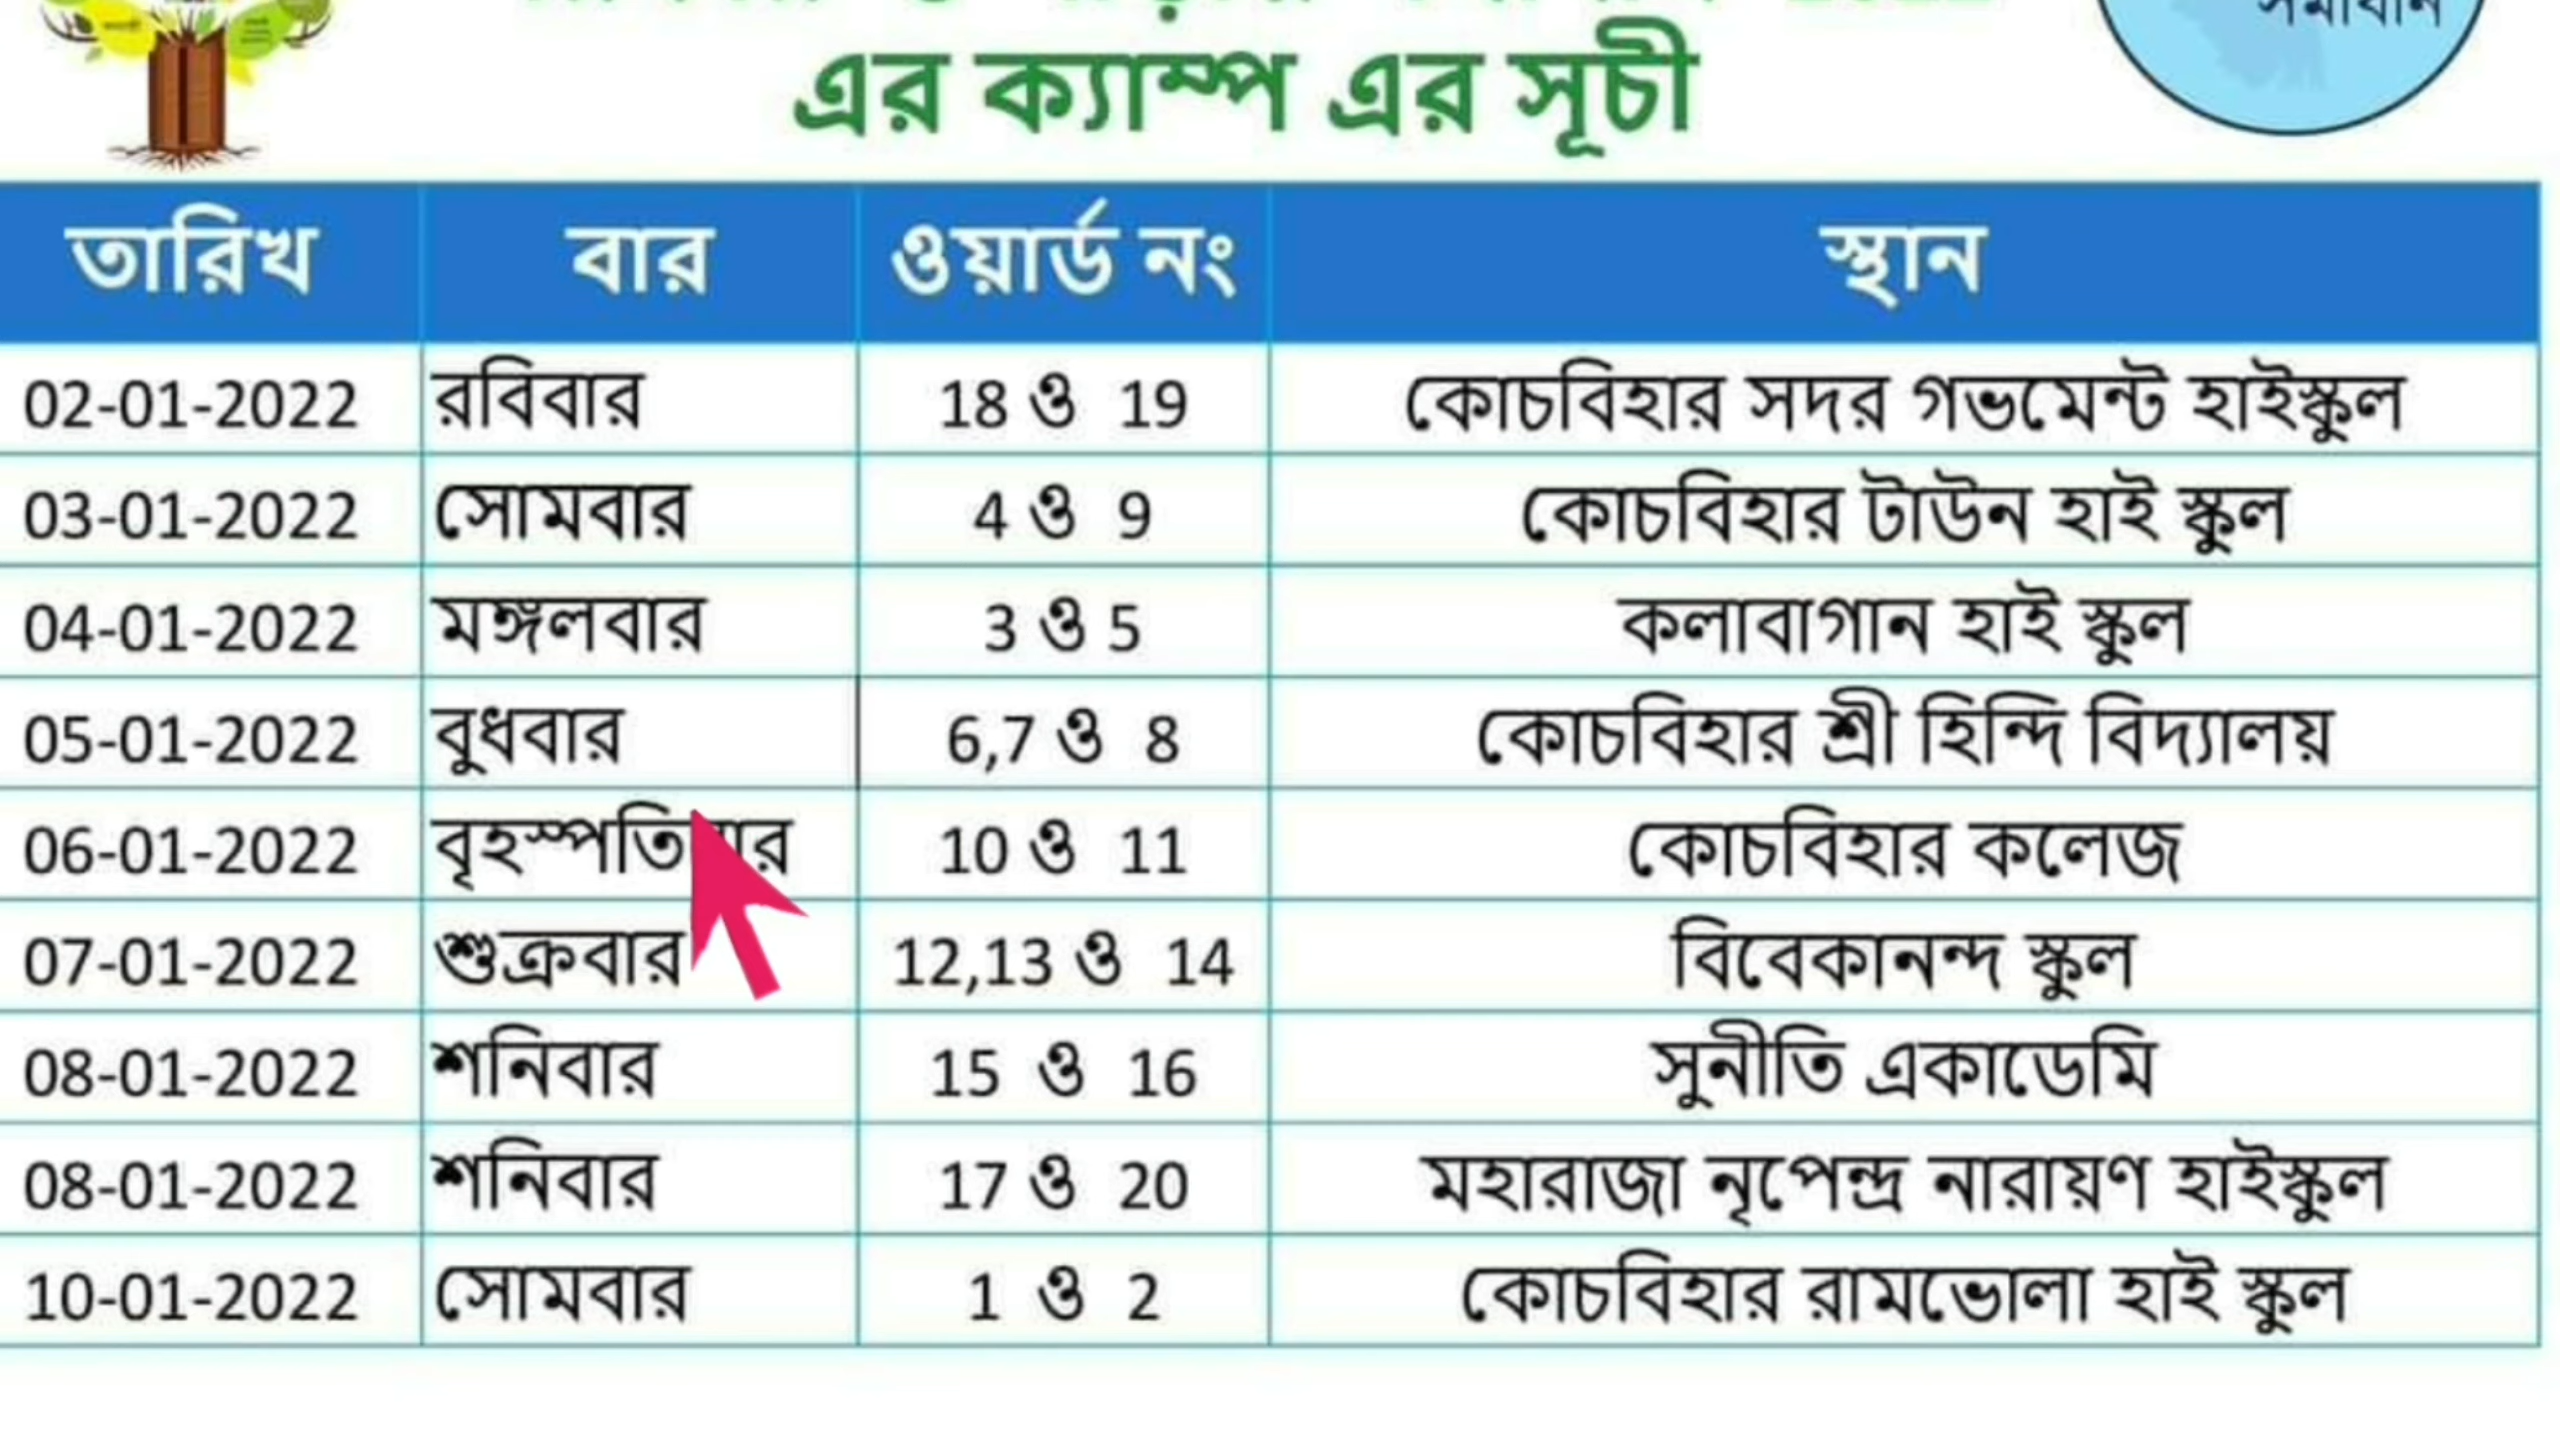 সমাধান
এর ক্যাম্প এর সূচী
তারিখ বার ওয়ার্ড নং স্থান
02-01-2022 রবিবার 18 ও 19 কোচবিহার সদর গভমেন্ট হাইস্কুল
03-01-2022 সোমবার 4 ও 9 কোচবিহার টাউন হাই স্কুল
04-01-2022 মঙ্গলবার 3 ও 5 কলাবাগান হাই স্কুল
05-01-2022 বুধবার 6,7 ও 8 কোচবিহার শ্রী হিন্দি বিদ্যালয়
06-01-2022 বৃহস্পতিবার 10 ও 11 কোচবিহার কলেজ
07-01-2022 শুক্রবার 12,13 ও 14 বিবেকানন্দ স্কুল
08-01-2022 শনিবার 15 ও 16 সুনীতি একাডেমি
08-01-2022 শনিবার 17 ও 20 মহারাজা নৃপেন্দ্র নারায়ণ হাইস্কুল
10-01-2022 সোমবার 1 ও 2 কোচবিহার রামভোলা হাই স্কুল